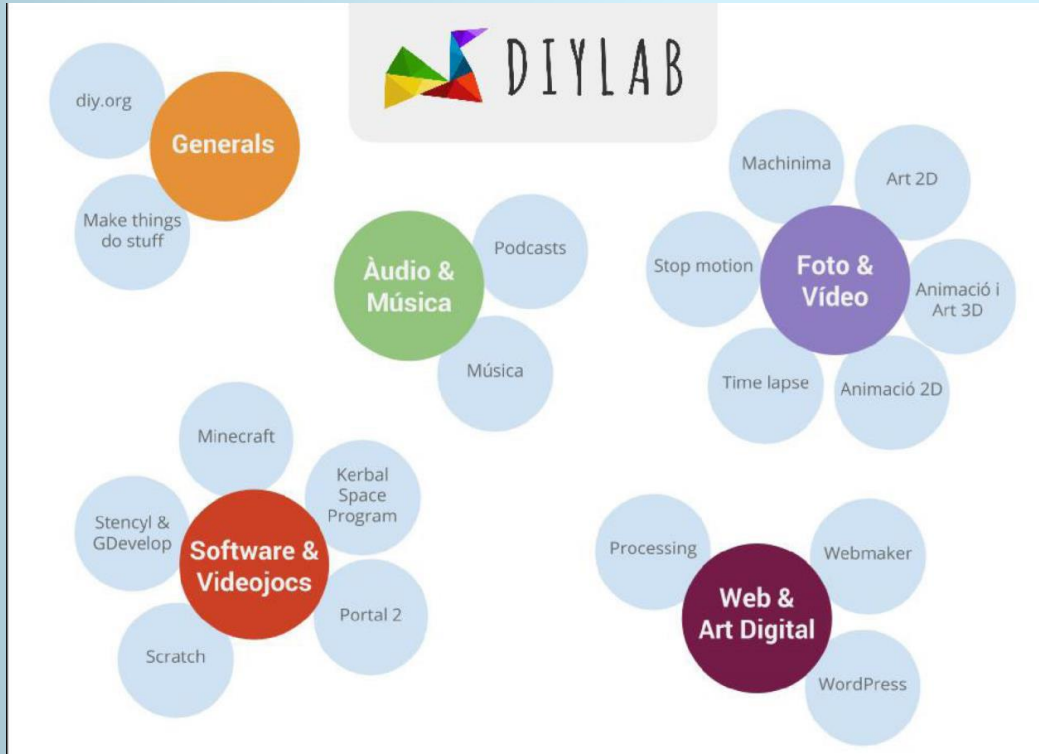 DIYLAB
diy.org
Generals
Make things
do stuff
Àudio &
Música
Podcasts
Música
Machinima
Art 2D
Stop motion
Foto &
Vídeo
Animació i
Art 3D
Time lapse
Animació 2D
Minecraft
Kerbal
Space
Program
Stencyl &
GDevelop
Software &
Videojocs
Portal 2
Scratch
Processing
Webmaker
Web &
Art Digital
WordPress